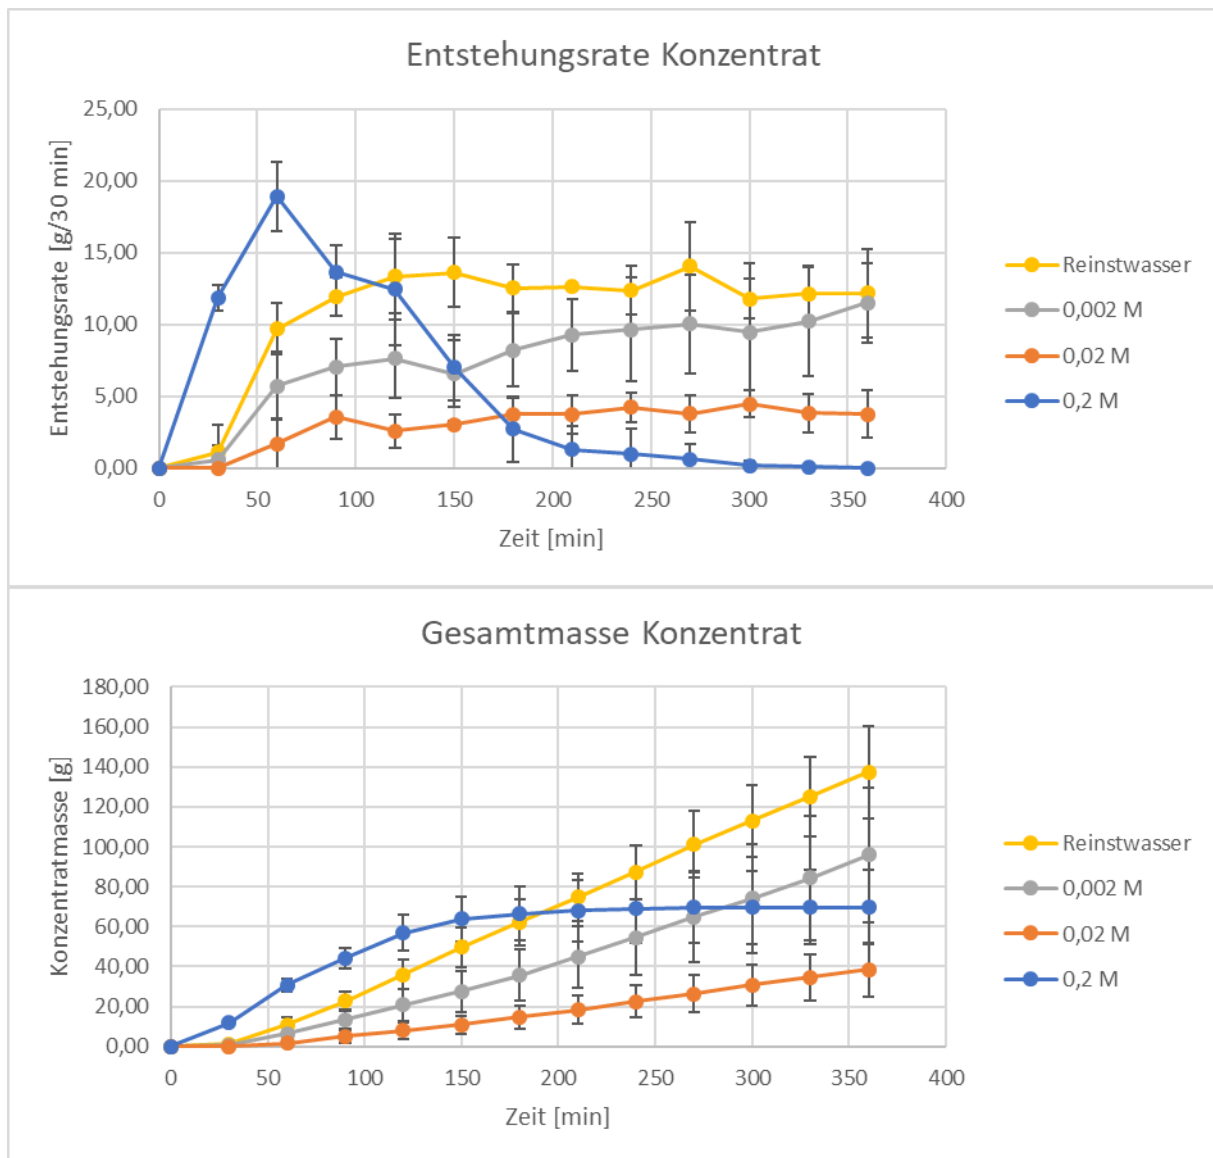 Entstehungsrate Konzentrat
Entstehungsrate [g/30 min]
25,00
20,00
15,00
10,00
5,00
0,00
0 50 100 150 200 250 300 350 400
Zeit [min]
Reinstwasser
0,002 M
0,02 M
0,2 M
Gesamtmasse Konzentrat
Konzentratmasse [g]
180,00
160,00
140,00
120,00
100,00
80,00
60,00
40,00
20,00
0,00
0 50 100 150 200 250 300 350 400
Zeit [min]
Reinstwasser
0,002 M
0,02 M
0,2 M